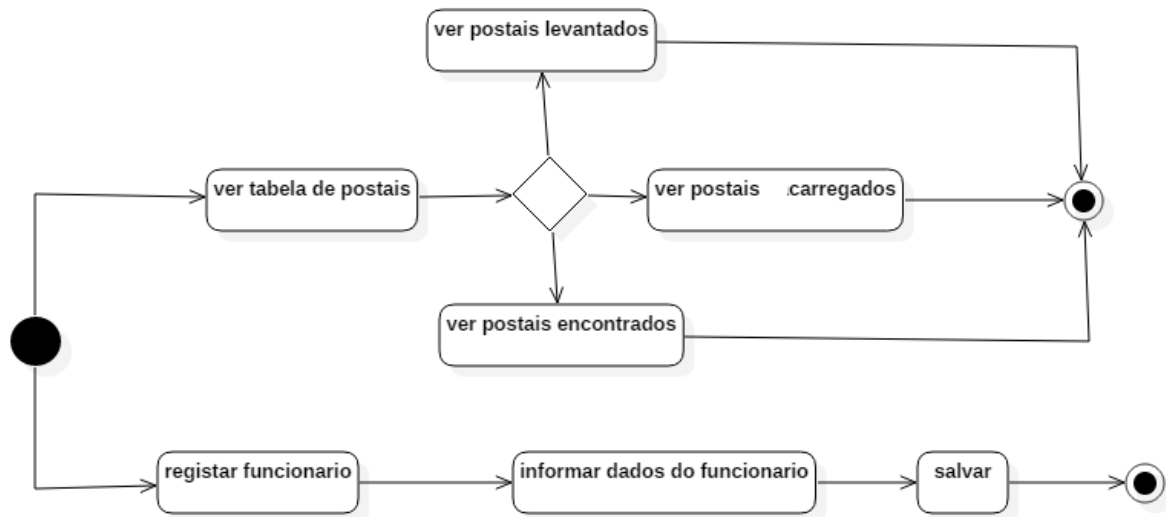 ver postais levantados
ver tabela de postais
ver postais carregados
ver postais encontrados
registar funcionario
informar dados do funcionario
salvar